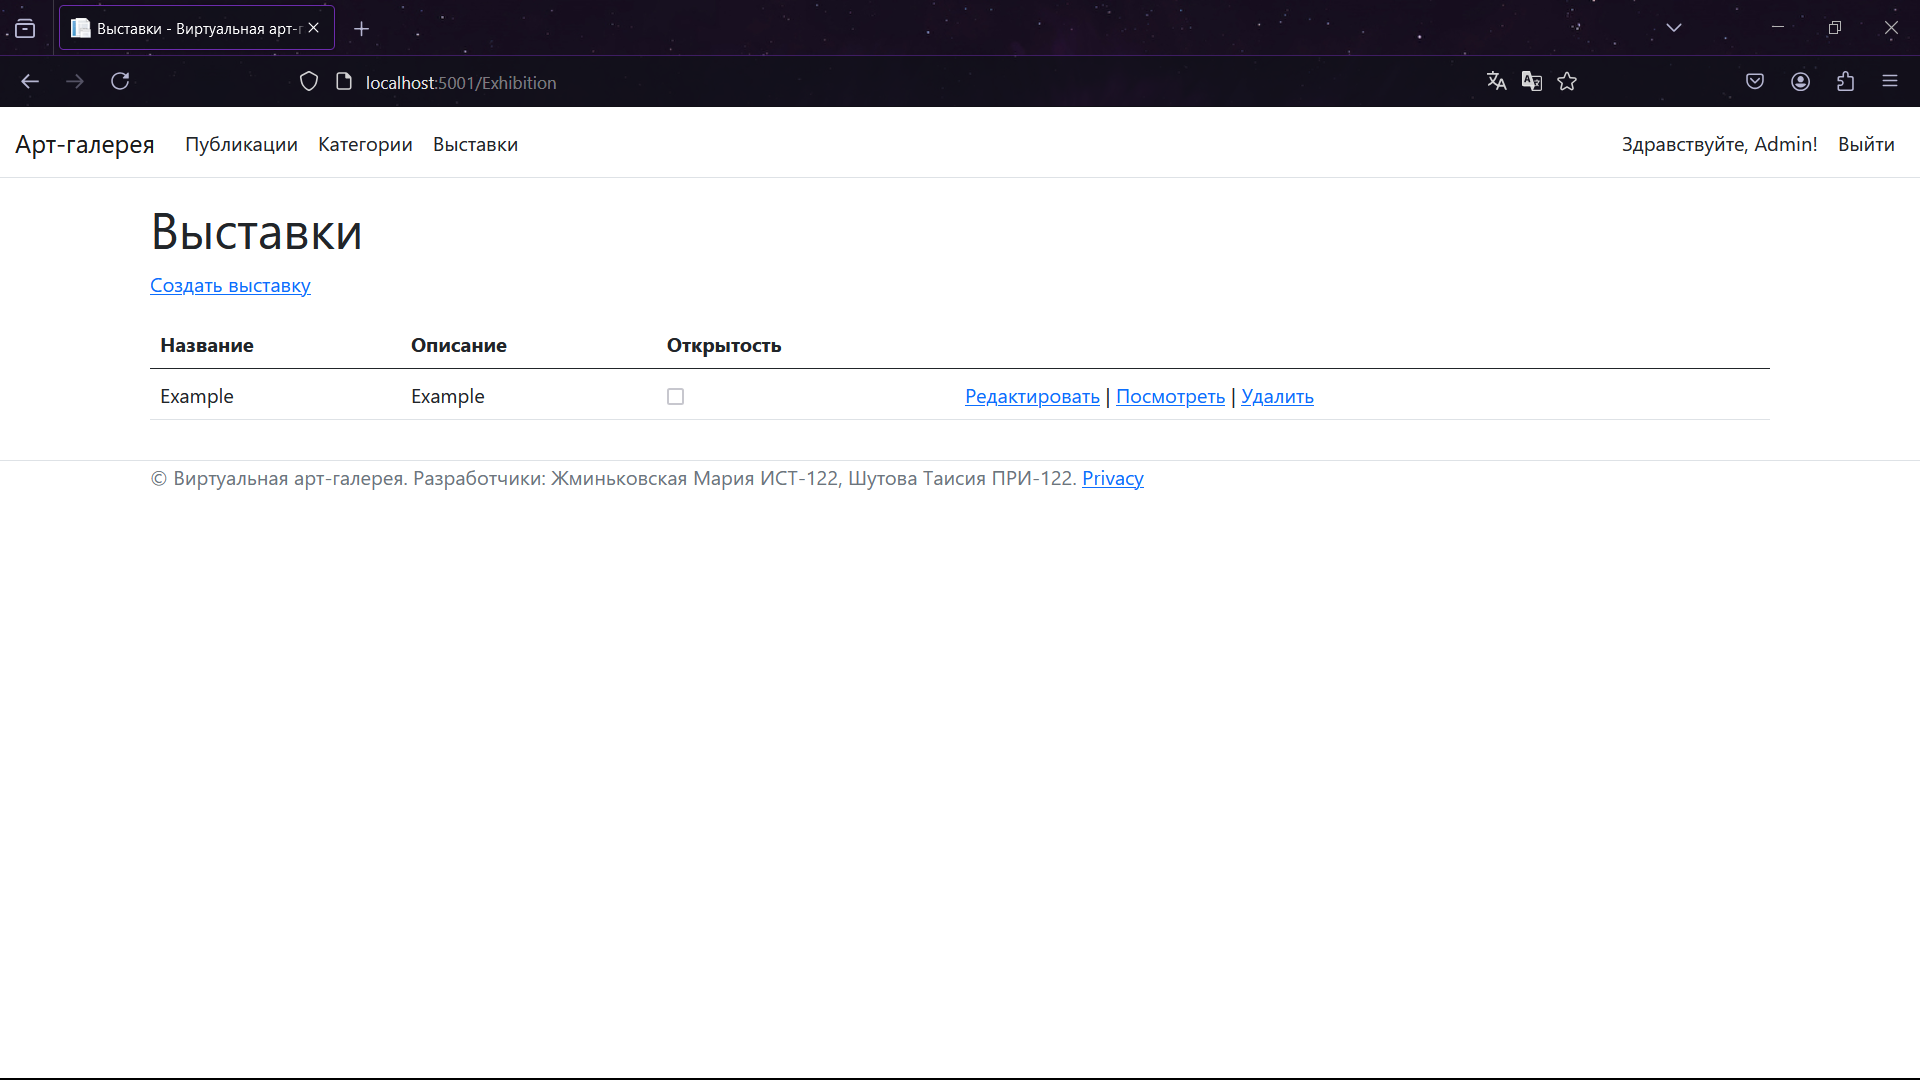 Выставки - Виртуальная арт-г
localhost:5001/Exhibition
Арт-галерея Публикации Категории Выставки Здравствуйте, Admin! Выйти
Выставки
Создать выставку
Название Описание Открытость
Example Example Редактировать | Посмотреть | Удалить
© Виртуальная арт-галерея. Разработчики: Жминьковская Мария ИСТ-122, Шутова Таисия ПРИ-122. Privacy